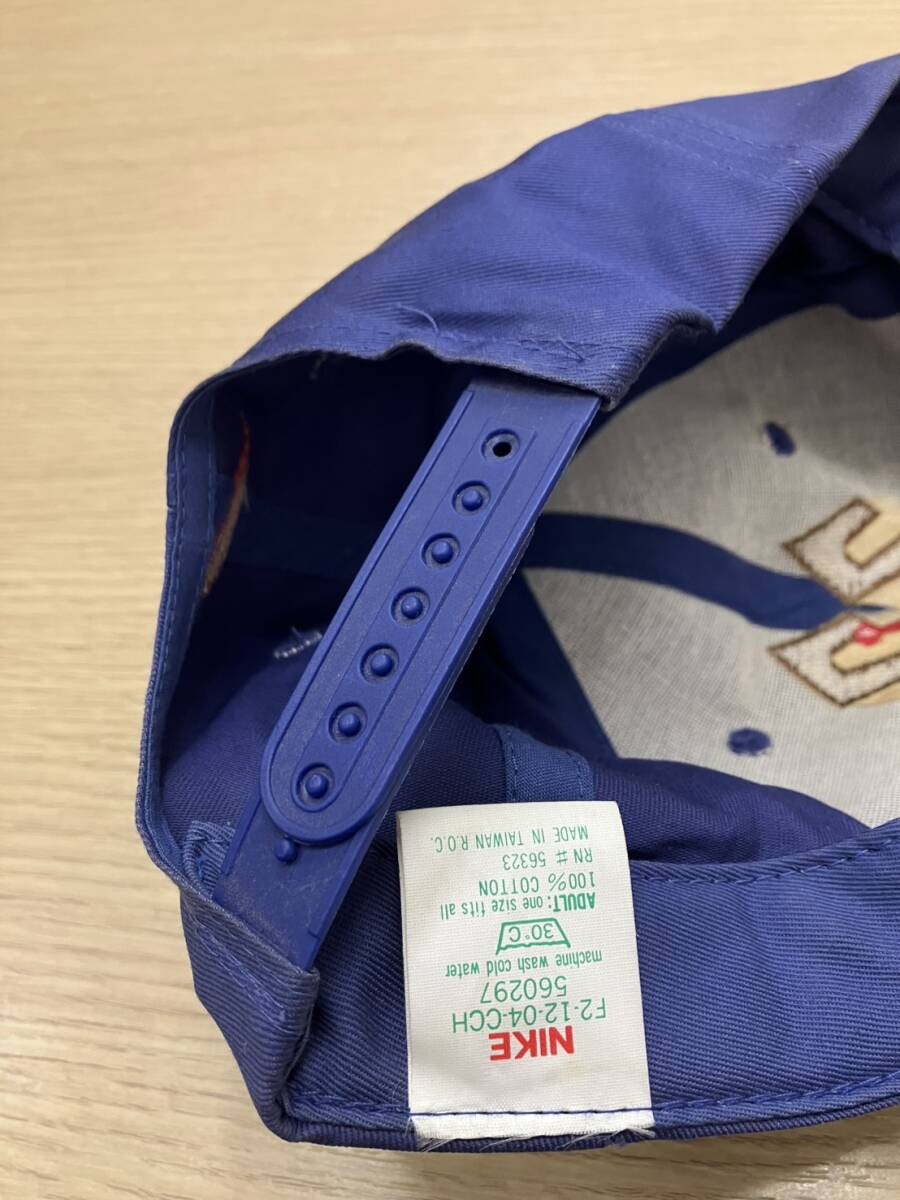 NIKE
F2-12-04-CCH
560297
machine wash cold water
30°C
ADULT: one size fits all
100% COTTON
RN # 56323
MADE IN TAIWAN R.O.C.